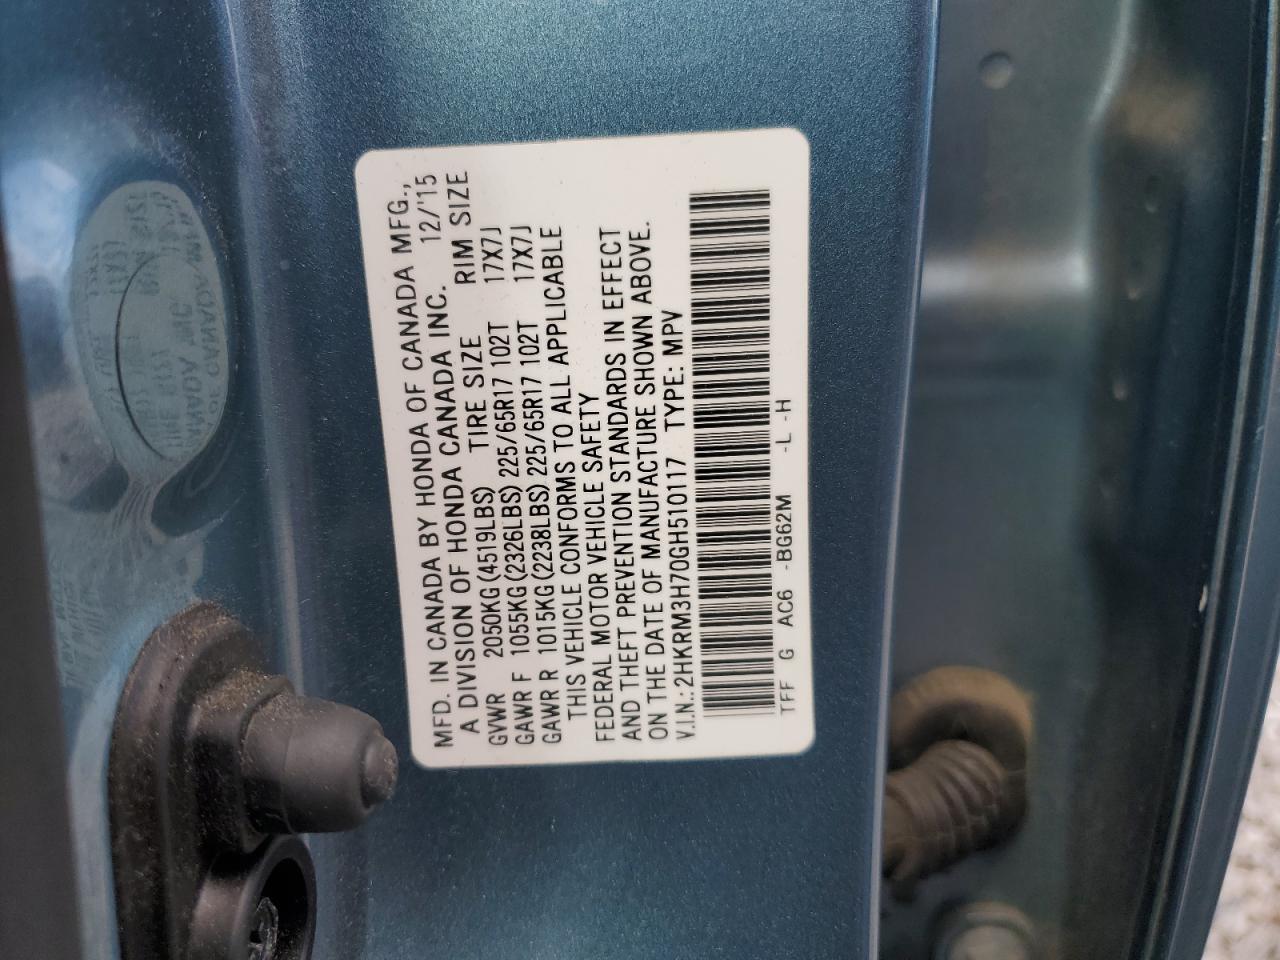 MFD. IN CANADA BY HONDA OF CANADA MFG.,
A DIVISION OF HONDA CANADA INC. 12/'15
GVWR 2050KG(4519LBS) TIRE SIZE RIM SIZE
GAWR F 1055KG(2326LBS) 225/65R17 102T 17X7J
GAWR R 1015KG(2238LBS) 225/65R17 102T 17X7J
THIS VEHICLE CONFORMS TO ALL APPLICABLE
FEDERAL MOTOR VEHICLE SAFETY
AND THEFT PREVENTION STANDARDS IN EFFECT
ON THE DATE OF MANUFACTURE SHOWN ABOVE.
V.I.N.: 2HKRM3H70GH510117 TYPE: MPV
TFF G AC6 -BG62M -L -H